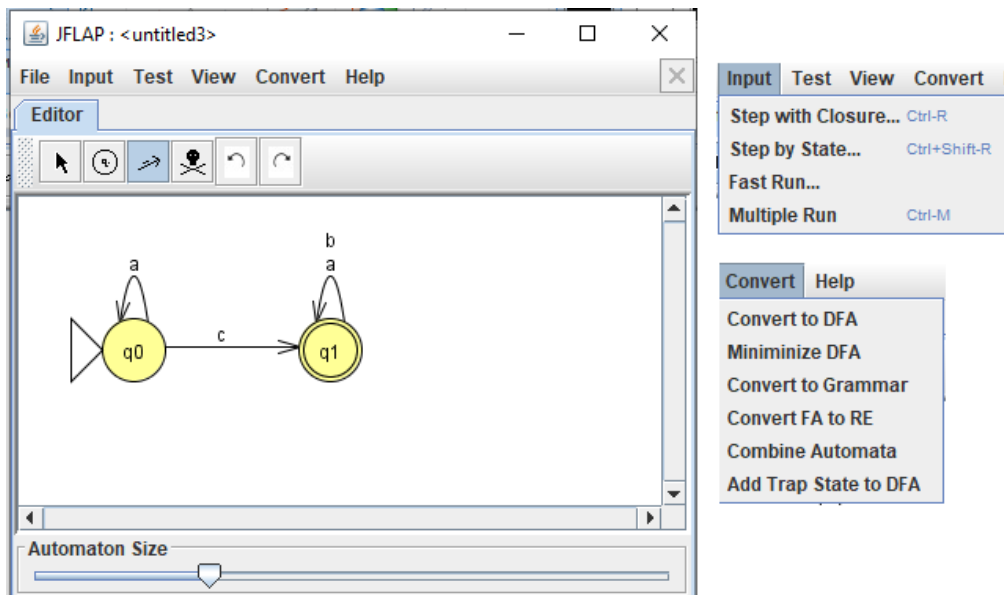 JFLAP : <untitled3>
File Input Test View Convert Help
Editor
q
b
a a
c
q0 q1
Automaton Size
Input Test View Convert
Step with Closure... Ctrl-R
Step by State... Ctrl+Shift-R
Fast Run...
Multiple Run Ctrl-M
Convert Help
Convert to DFA
Miniminize DFA
Convert to Grammar
Convert FA to RE
Combine Automata
Add Trap State to DFA